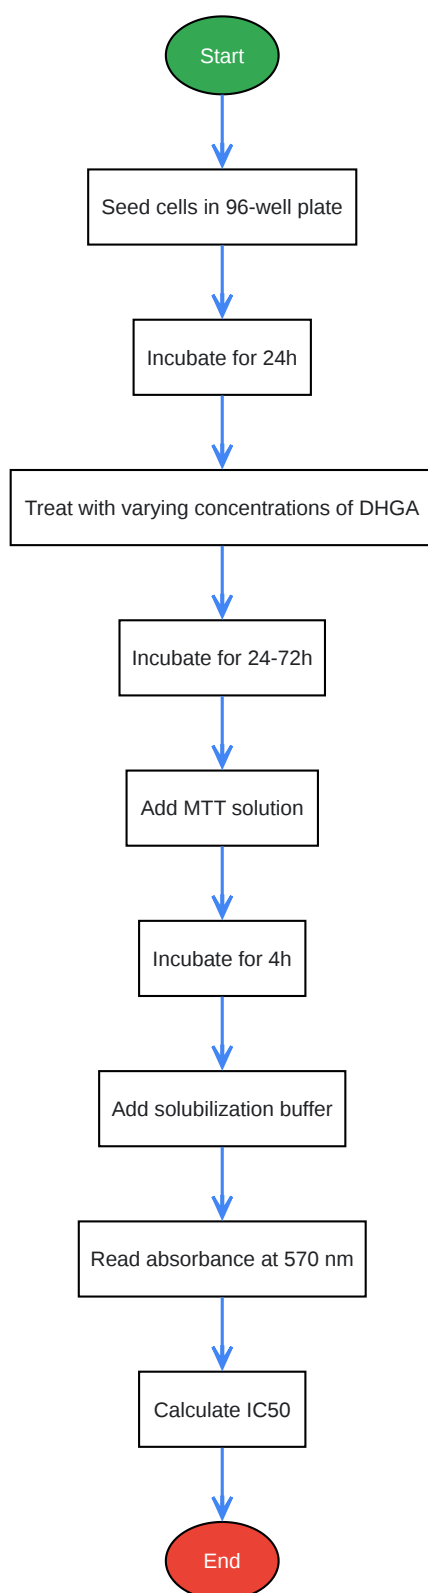 Start
Seed cells in 96-well plate
Incubate for 24h
Treat with varying concentrations of DHGA
Incubate for 24-72h
Add MTT solution
Incubate for 4h
Add solubilization buffer
Read absorbance at 570 nm
Calculate IC50
End